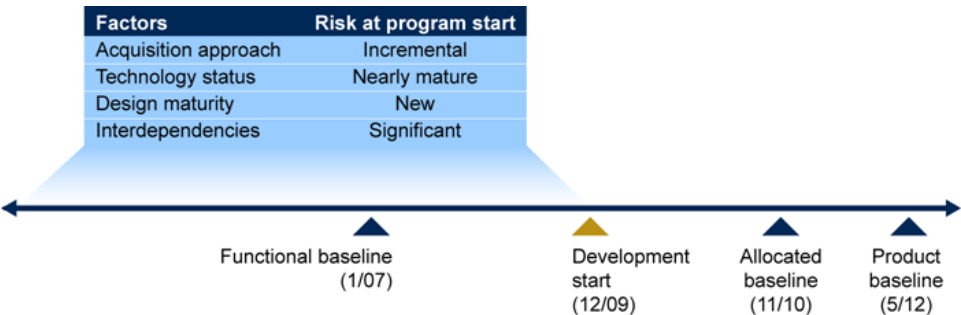 Factors Risk at program start
Acquisition approach Incremental
Technology status Nearly mature
Design maturity New
Interdependencies Significant
Functional baseline
(1/07)
Development
start
(12/09)
Allocated
baseline
(11/10)
Product
baseline
(5/12)